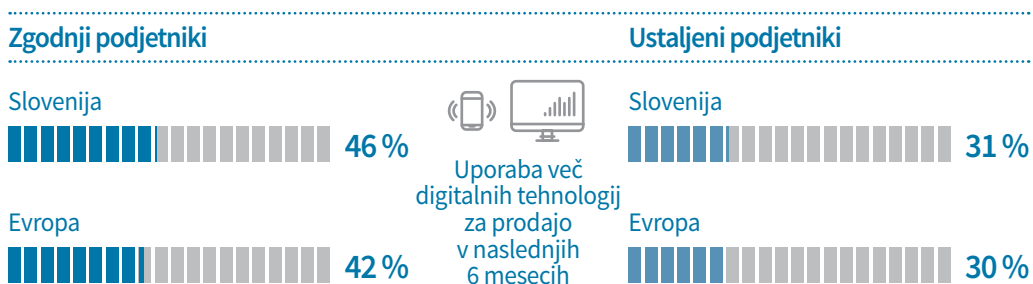 Zgodnji podjetniki
Ustaljeni podjetniki
Slovenija
46 %
Evropa
42 %
Uporaba več
digitalnih tehnologij
za prodajo
v naslednjih
6 mesecih
Slovenija
31 %
Evropa
30 %